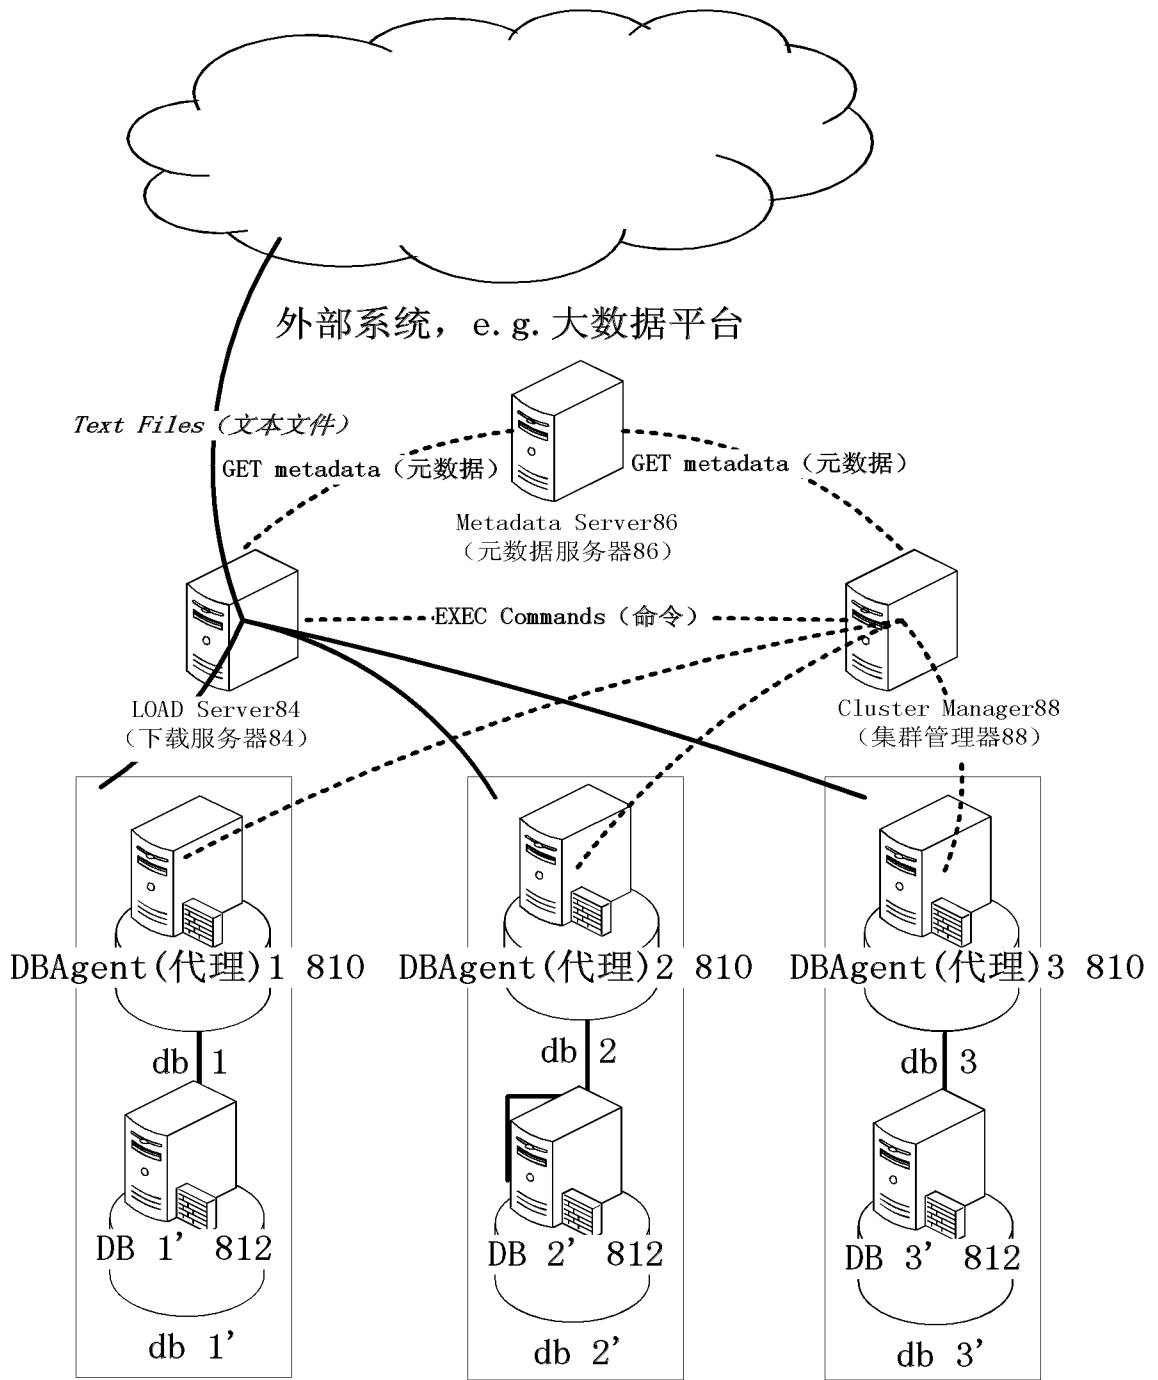 外部系统，e.g.大数据平台
Text Files（文本文件）
GET metadata（元数据）
GET metadata（元数据）
Metadata Server86
（元数据服务器86）
EXEC Commands（命令）
LOAD Server84
（下载服务器84）
Cluster Manager88
（集群管理器88）
DBAgent(代理)1 810
DBAgent(代理)2 810
DBAgent(代理)3 810
db 1
db 2
db 3
DB 1' 812
DB 2' 812
DB 3' 812
db 1'
db 2'
db 3'